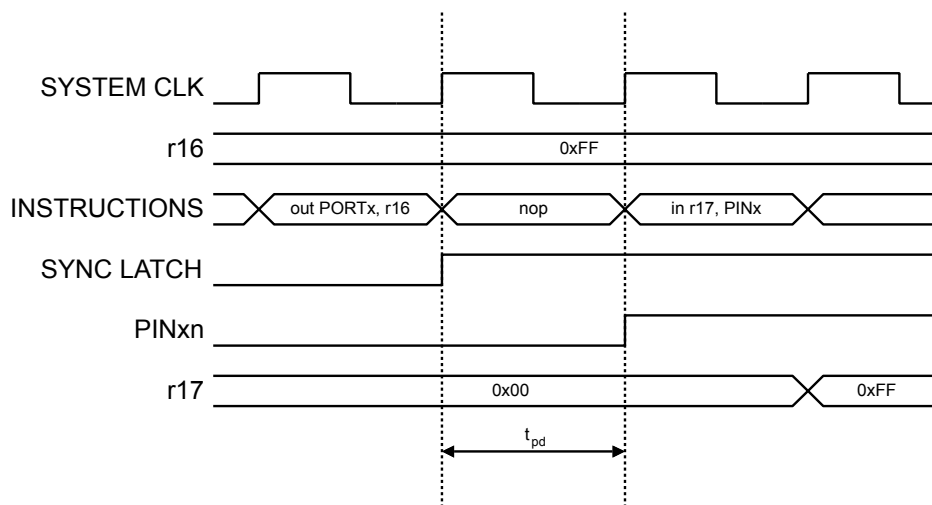 SYSTEM CLK
r16
0xFF
INSTRUCTIONS
out PORTx, r16
nop
in r17, PINx
SYNC LATCH
PINxn
r17
0x00
0xFF
tpd